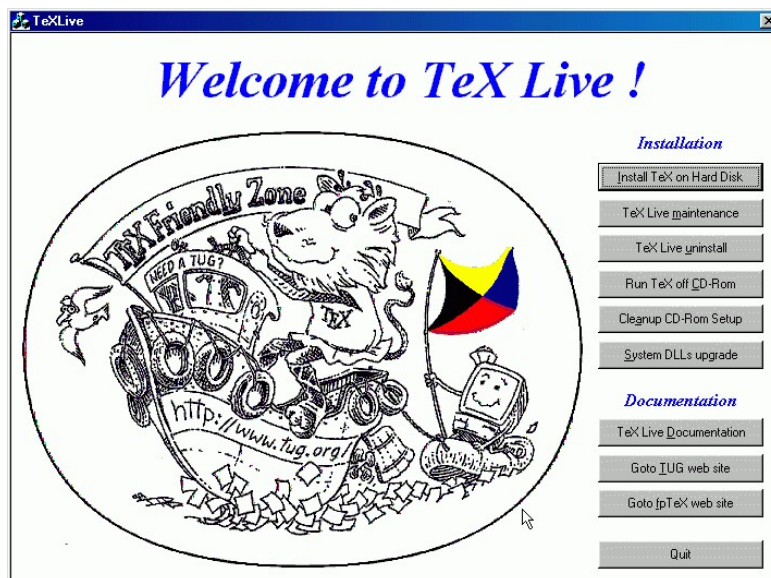 TeXLive
Welcome to TeX Live !
TeX Friendly Zone
NEED A TUG?
TEX
http://www.tug.org/
Installation
Install TeX on Hard Disk
TeX Live maintenance
TeX Live uninstall
Run TeX off CD-Rom
Cleanup CD-Rom Setup
System DLLs upgrade
Documentation
TeX Live Documentation
Goto TUG web site
Goto fpTeX web site
Quit